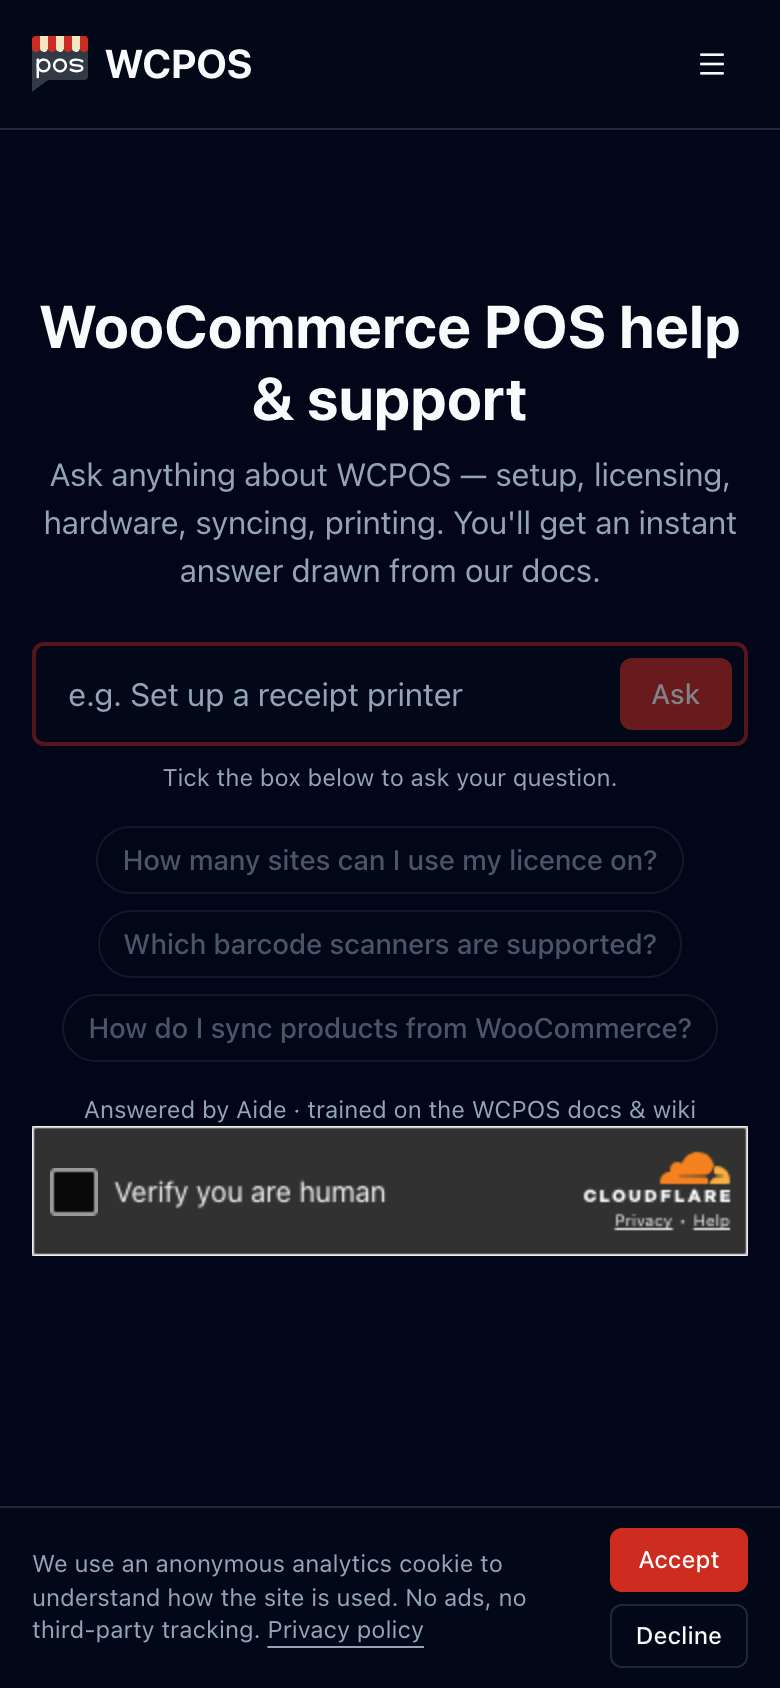 pos WCPOS
WooCommerce POS help
& support
Ask anything about WCPOS — setup, licensing,
hardware, syncing, printing. You'll get an instant
answer drawn from our docs.
e.g. Set up a receipt printer Ask
Tick the box below to ask your question.
How many sites can I use my licence on?
Which barcode scanners are supported?
How do I sync products from WooCommerce?
Answered by Aide · trained on the WCPOS docs & wiki
Verify you are human
CLOUDFLARE
Privacy • Help
We use an anonymous analytics cookie to
understand how the site is used. No ads, no
third-party tracking. Privacy policy
Accept
Decline